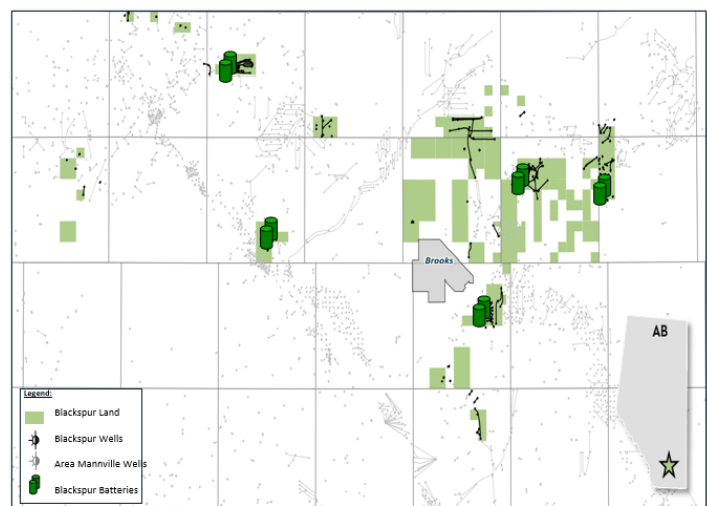 Brooks
AB
Legend:
Blackspur Land
Blackspur Wells
Area Mannville Wells
Blackspur Batteries